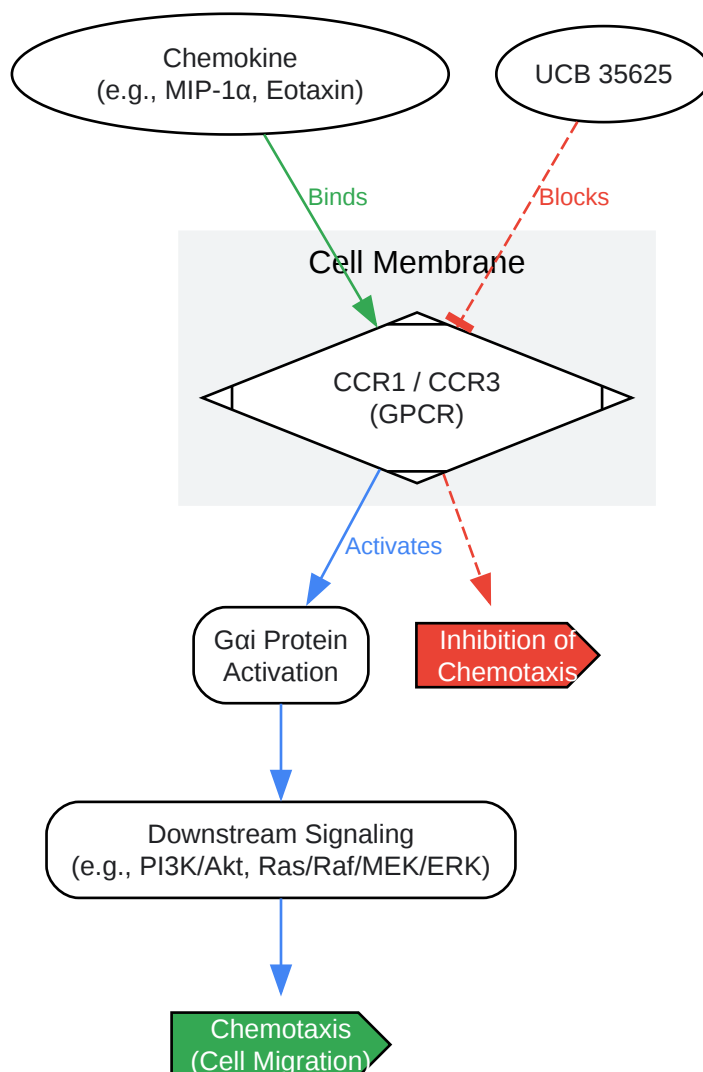 Chemokine
(e.g., MIP-1α, Eotaxin)
UCB 35625
Binds
Blocks
Cell Membrane
CCR1 / CCR3
(GPCR)
Activates
Gαi Protein
Activation
Inhibition of
Chemotaxis
Downstream Signaling
(e.g., PI3K/Akt, Ras/Raf/MEK/ERK)
Chemotaxis
(Cell Migration)